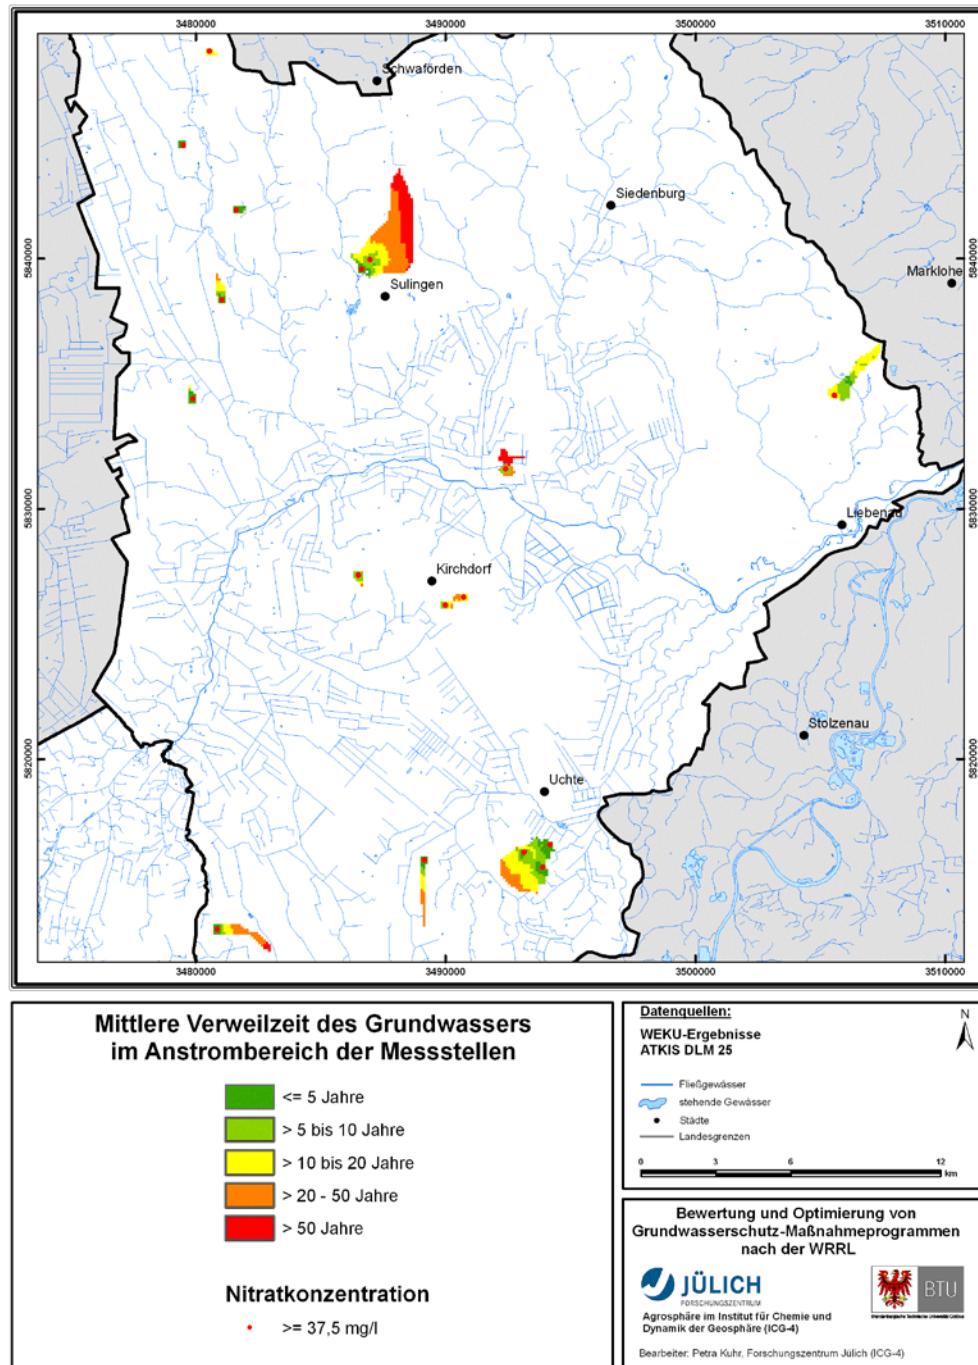 3480000
3490000
3500000
3510000
Schwaförden
Siedenburg
5840000
5840000
Marklohe
Sulingen
5830000
5830000
Liebenau
Kirchdorf
Stolzenau
5820000
5820000
Uchte
3480000
3490000
3500000
3510000
Mittlere Verweilzeit des Grundwassers
im Anstrombereich der Messstellen
<= 5 Jahre
> 5 bis 10 Jahre
> 10 bis 20 Jahre
> 20 - 50 Jahre
> 50 Jahre
Nitratkonzentration
>= 37,5 mg/l
Datenquellen:
WEKU-Ergebnisse
ATKIS DLM 25
N
Fließgewässer
stehende Gewässer
Städte
Landesgrenzen
0 3 6 12
km
Bewertung und Optimierung von
Grundwasserschutz-Maßnahmeprogrammen
nach der WRRL
JÜLICH
FORSCHUNGSZENTRUM
BTU
Agrosphäre im Institut für Chemie und
Dynamik der Geosphäre (ICG-4)
Bearbeiter: Petra Kuhr, Forschungszentrum Jülich (ICG-4)